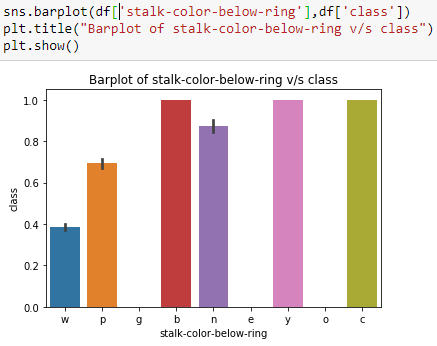 sns.barplot(df['stalk-color-below-ring'],df['class'])
plt.title("Barplot of stalk-color-below-ring v/s class")
plt.show()
Barplot of stalk-color-below-ring v/s class
1.0
0.8
0.6
0.4
0.2
0.0
class
w p g b n e y o c
stalk-color-below-ring